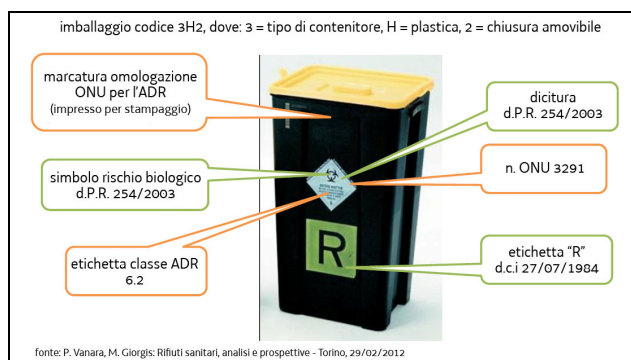 imballaggio codice 3H2, dove: 3 = tipo di contenitore, H = plastica, 2 = chiusura amovibile
marcatura omologazione
ONU per l'ADR
(impresso per stampaggio)
dicitura
d.P.R. 254/2003
simbolo rischio biologico
d.P.R. 254/2003
n. ONU 3291
etichetta classe ADR
6.2
R
etichetta "R"
d.c.i 27/07/1984
fonte: P. Vanara, M. Giorgis: Rifiuti sanitari, analisi e prospettive - Torino, 29/02/2012